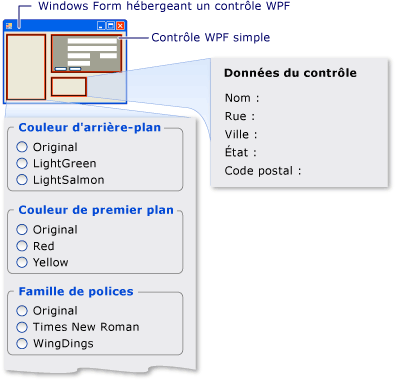 Windows Form hébergeant un contrôle WPF
Contrôle WPF simple
Données du contrôle
Nom :
Rue :
Ville :
État :
Code postal :
Couleur d'arrière-plan
Original
LightGreen
LightSalmon
Couleur de premier plan
Original
Red
Yellow
Famille de polices
Original
Times New Roman
WingDings